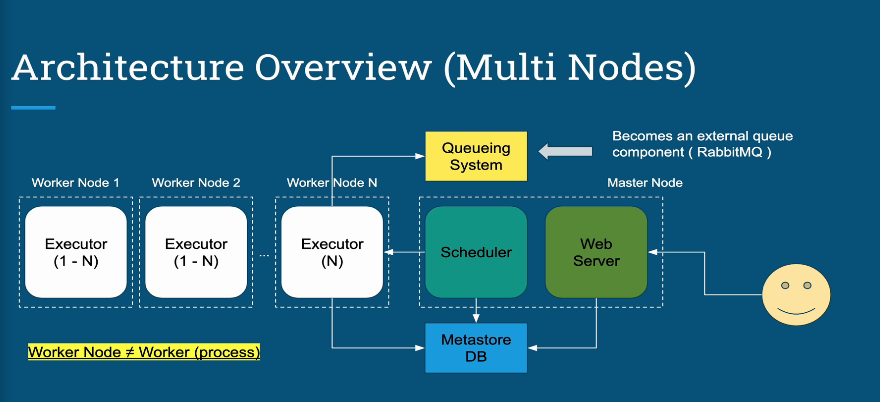 Architecture Overview (Multi Nodes)
Queueing
System
Becomes an external queue
component ( RabbitMQ )
Worker Node 1
Worker Node 2
Worker Node N
Master Node
Executor
(1 - N)
Executor
(1 - N)
...
Executor
(N)
Scheduler
Web
Server
Metastore
DB
Worker Node ≠ Worker (process)